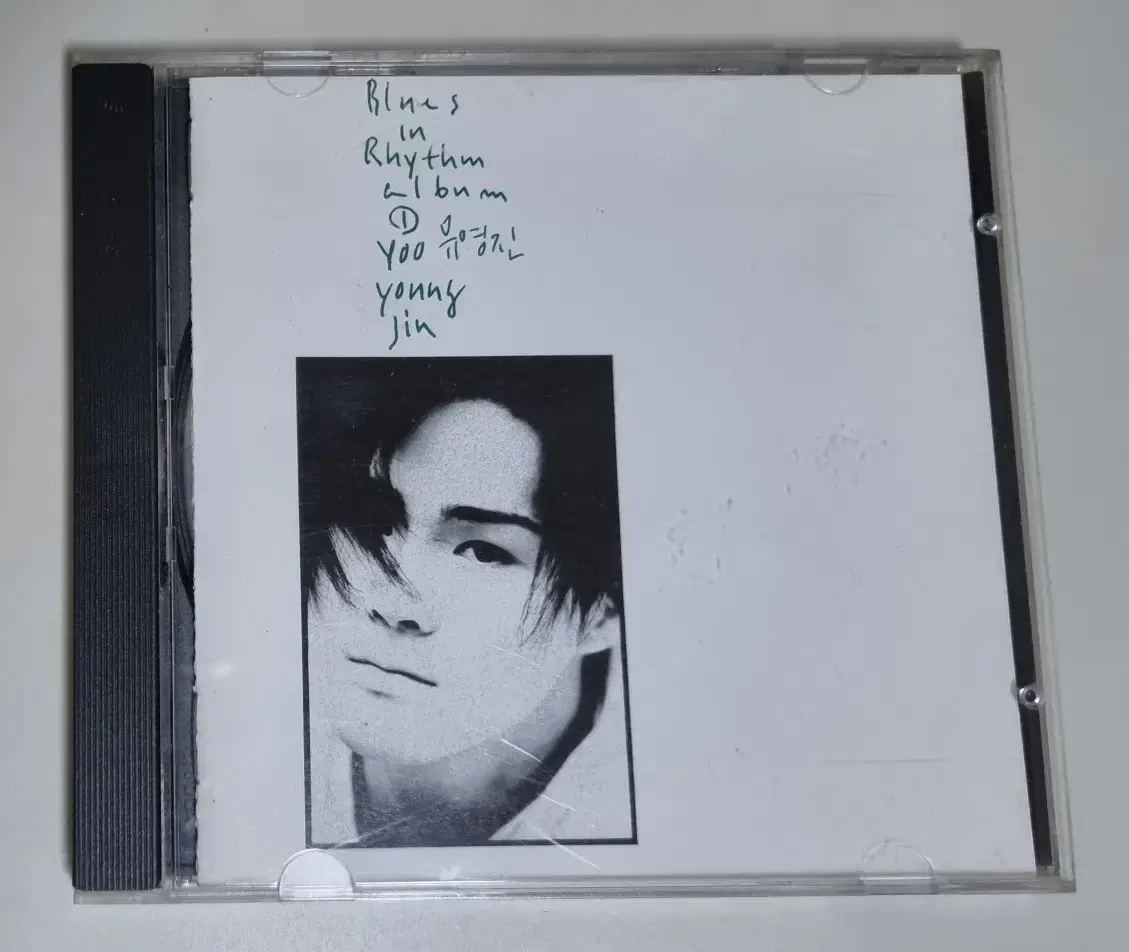 Blues
in
Rhythm
album
①
Yoo 유영진
young
Jin